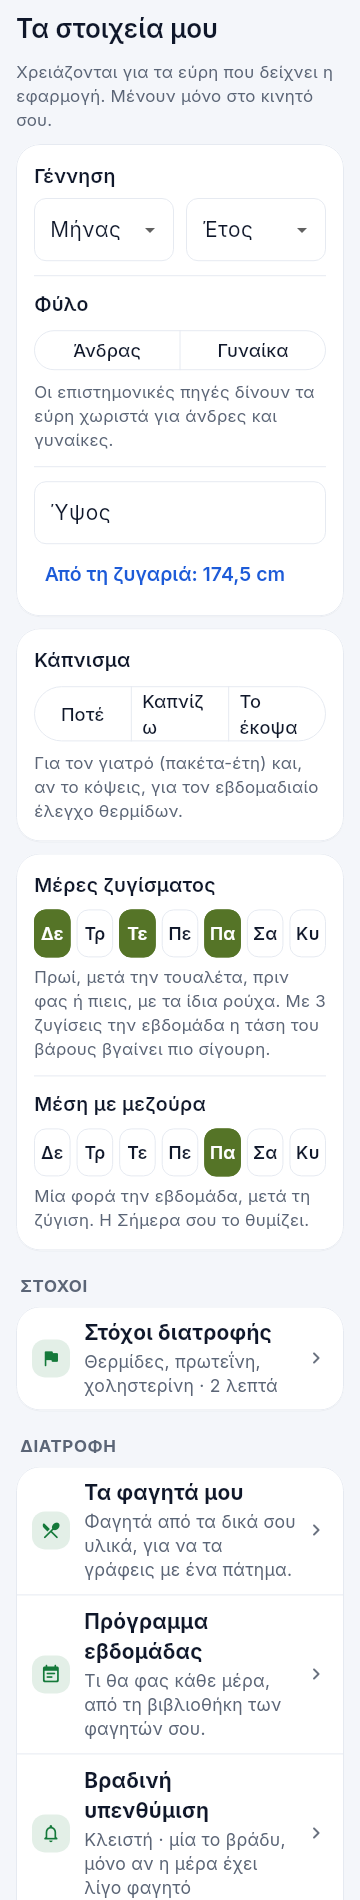 Τα στοιχεία μου
Χρειάζονται για τα εύρη που δείχνει η
εφαρμογή. Μένουν μόνο στο κινητό
σου.
Γέννηση
Μήνας Έτος
Φύλο
Άνδρας Γυναίκα
Οι επιστημονικές πηγές δίνουν τα
εύρη χωριστά για άνδρες και
γυναίκες.
Ύψος
Από τη ζυγαριά: 174,5 cm
Κάπνισμα
Ποτέ Καπνίζ
ω Το
έκοψα
Για τον γιατρό (πακέτα-έτη) και,
αν το κόψεις, για τον εβδομαδιαίο
έλεγχο θερμίδων.
Μέρες ζυγίσματος
Δε Τρ Τε Πε Πα Σα Κυ
Πρωί, μετά την τουαλέτα, πριν
φας ή πιεις, με τα ίδια ρούχα. Με 3
ζυγίσεις την εβδομάδα η τάση του
βάρους βγαίνει πιο σίγουρη.
Μέση με μεζούρα
Δε Τρ Τε Πε Πα Σα Κυ
Μία φορά την εβδομάδα, μετά τη
ζύγιση. Η Σήμερα σου το θυμίζει.
ΣΤΟΧΟΙ
Στόχοι διατροφής
Θερμίδες, πρωτεΐνη,
χοληστερίνη · 2 λεπτά
ΔΙΑΤΡΟΦΗ
Τα φαγητά μου
Φαγητά από τα δικά σου
υλικά, για να τα
γράφεις με ένα πάτημα.
Πρόγραμμα
εβδομάδας
Τι θα φας κάθε μέρα,
από τη βιβλιοθήκη των
φαγητών σου.
Βραδινή
υπενθύμιση
Κλειστή · μία το βράδυ,
μόνο αν η μέρα έχει
λίγο φαγητό